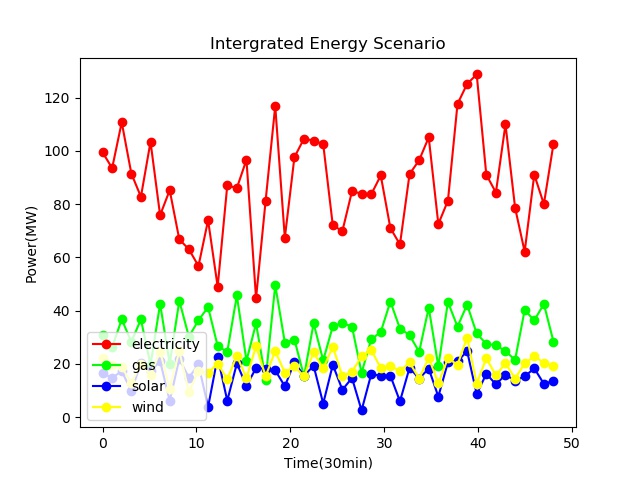 Intergrated Energy Scenario
Power(MW)
120
100
80
60
40
20
0
electricity
gas
solar
wind
0 10 20 30 40 50
Time(30min)